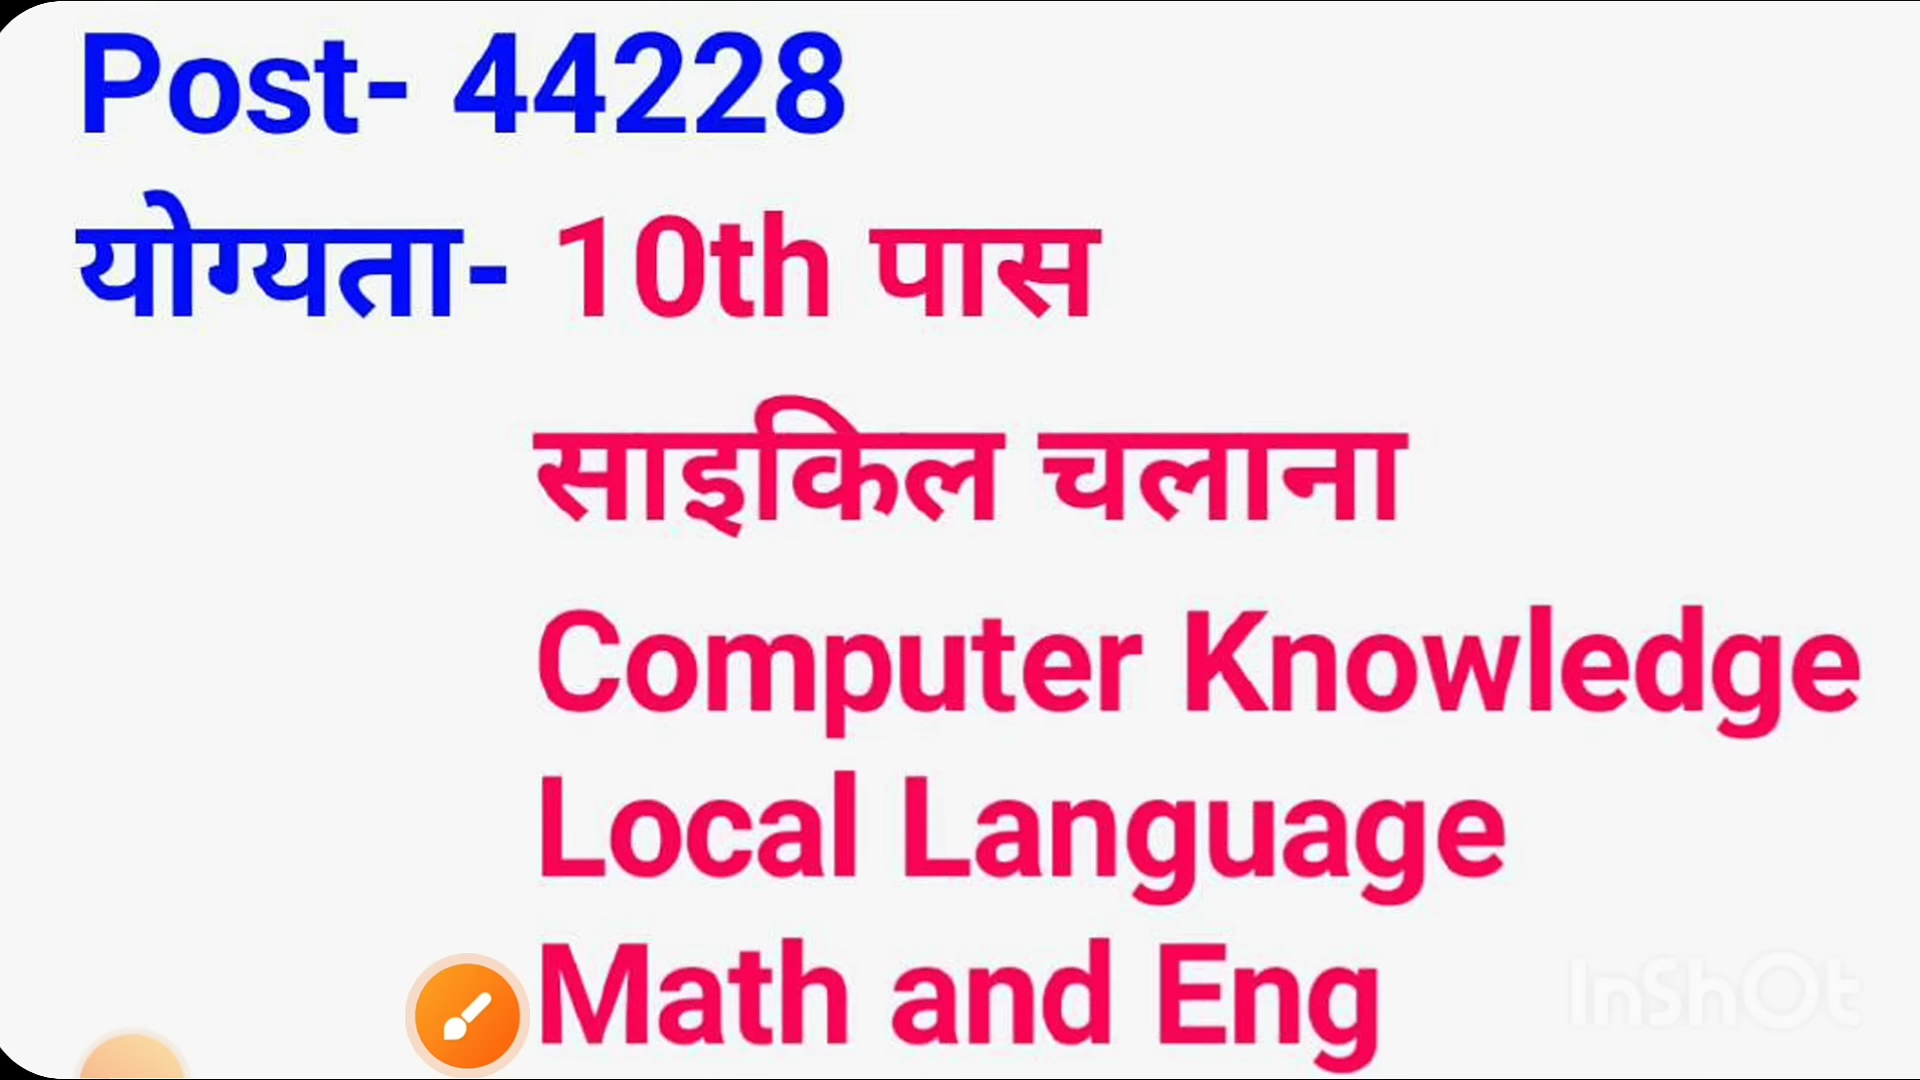 Post- 44228
योग्यता- 10th पास
साइकिल चलाना
Computer Knowledge
Local Language
Math and Eng
InShOt